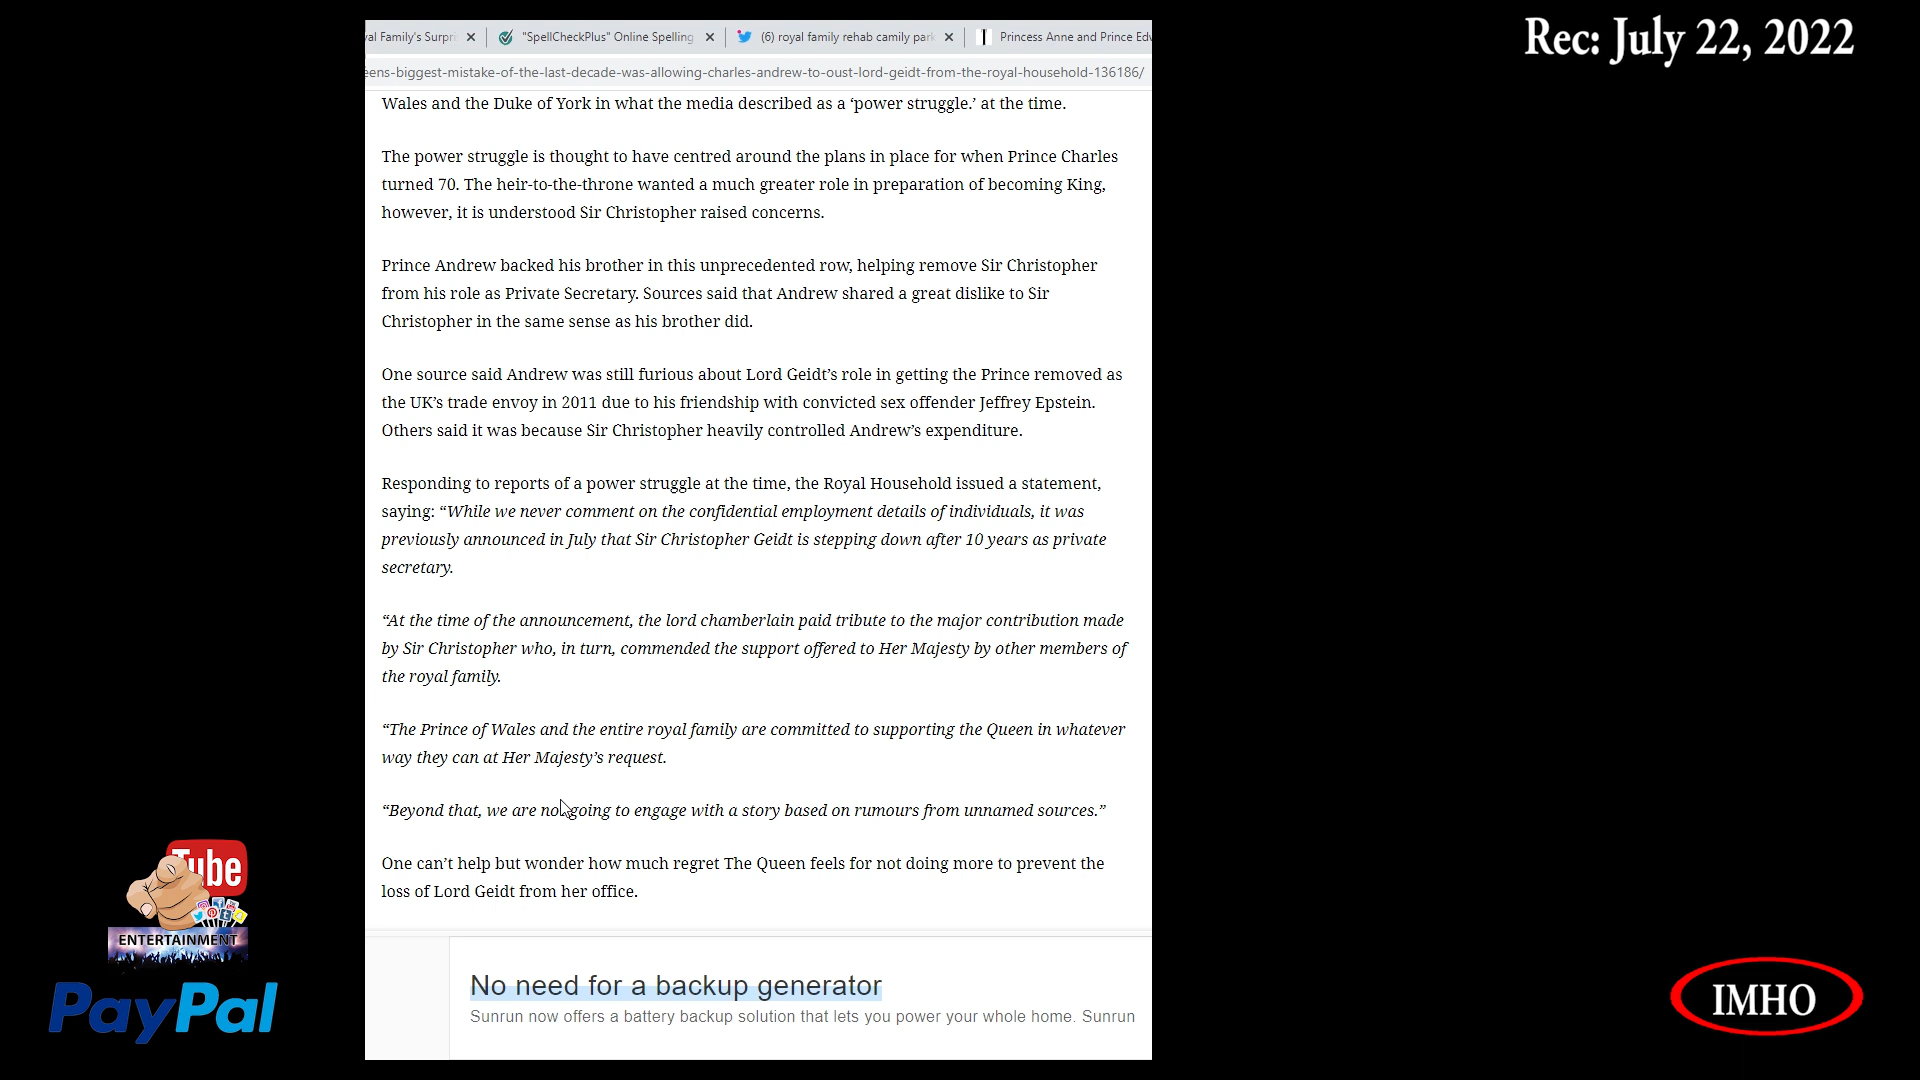 Rec: July 22, 2022
val Family's Surpri
"SpellCheckPlus" Online Spelling
(6) royal family rehab camily park
Princess Anne and Prince Edv
eens-biggest-mistake-of-the-last-decade-was-allowing-charles-andrew-to-oust-lord-geidt-from-the-royal-household-136186/
Wales and the Duke of York in what the media described as a ‘power struggle.’ at the time.
The power struggle is thought to have centred around the plans in place for when Prince Charles
turned 70. The heir-to-the-throne wanted a much greater role in preparation of becoming King,
however, it is understood Sir Christopher raised concerns.
Prince Andrew backed his brother in this unprecedented row, helping remove Sir Christopher
from his role as Private Secretary. Sources said that Andrew shared a great dislike to Sir
Christopher in the same sense as his brother did.
One source said Andrew was still furious about Lord Geidt’s role in getting the Prince removed as
the UK’s trade envoy in 2011 due to his friendship with convicted sex offender Jeffrey Epstein.
Others said it was because Sir Christopher heavily controlled Andrew’s expenditure.
Responding to reports of a power struggle at the time, the Royal Household issued a statement,
saying: “While we never comment on the confidential employment details of individuals, it was
previously announced in July that Sir Christopher Geidt is stepping down after 10 years as private
secretary.
“At the time of the announcement, the lord chamberlain paid tribute to the major contribution made
by Sir Christopher who, in turn, commended the support offered to Her Majesty by other members of
the royal family.
“The Prince of Wales and the entire royal family are committed to supporting the Queen in whatever
way they can at Her Majesty’s request.
“Beyond that, we are not going to engage with a story based on rumours from unnamed sources.”
One can’t help but wonder how much regret The Queen feels for not doing more to prevent the
loss of Lord Geidt from her office.
No need for a backup generator
Sunrun now offers a battery backup solution that lets you power your whole home. Sunrun
Tube
ENTERTAINMENT
PayPal
IMHO